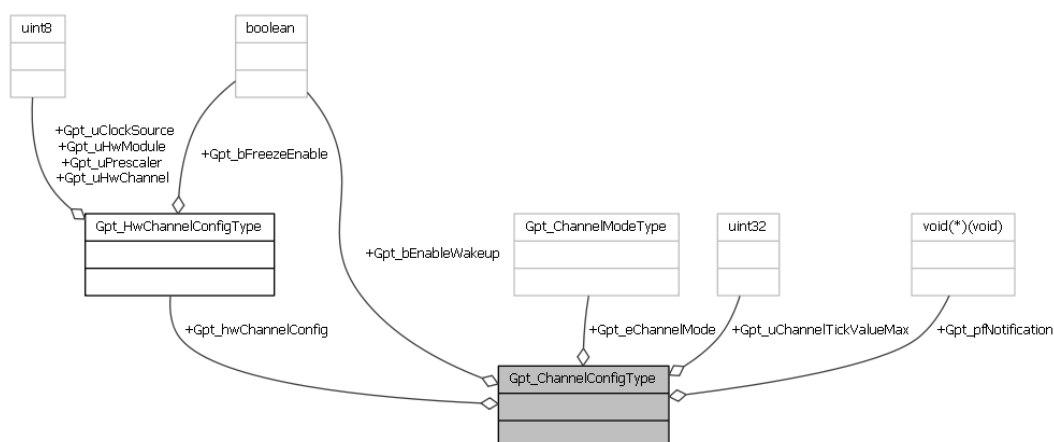 uint8
boolean
+Gpt_uClockSource
+Gpt_uHwModule
+Gpt_uPrescaler
+Gpt_uHwChannel
+Gpt_bFreezeEnable
Gpt_HwChannelConfigType
Gpt_ChannelModeType
uint32
void(*)(void)
+Gpt_bEnableWakeup
+Gpt_hwChannelConfig
+Gpt_eChannelMode
+Gpt_uChannelTickValueMax
+Gpt_pfNotification
Gpt_ChannelConfigType